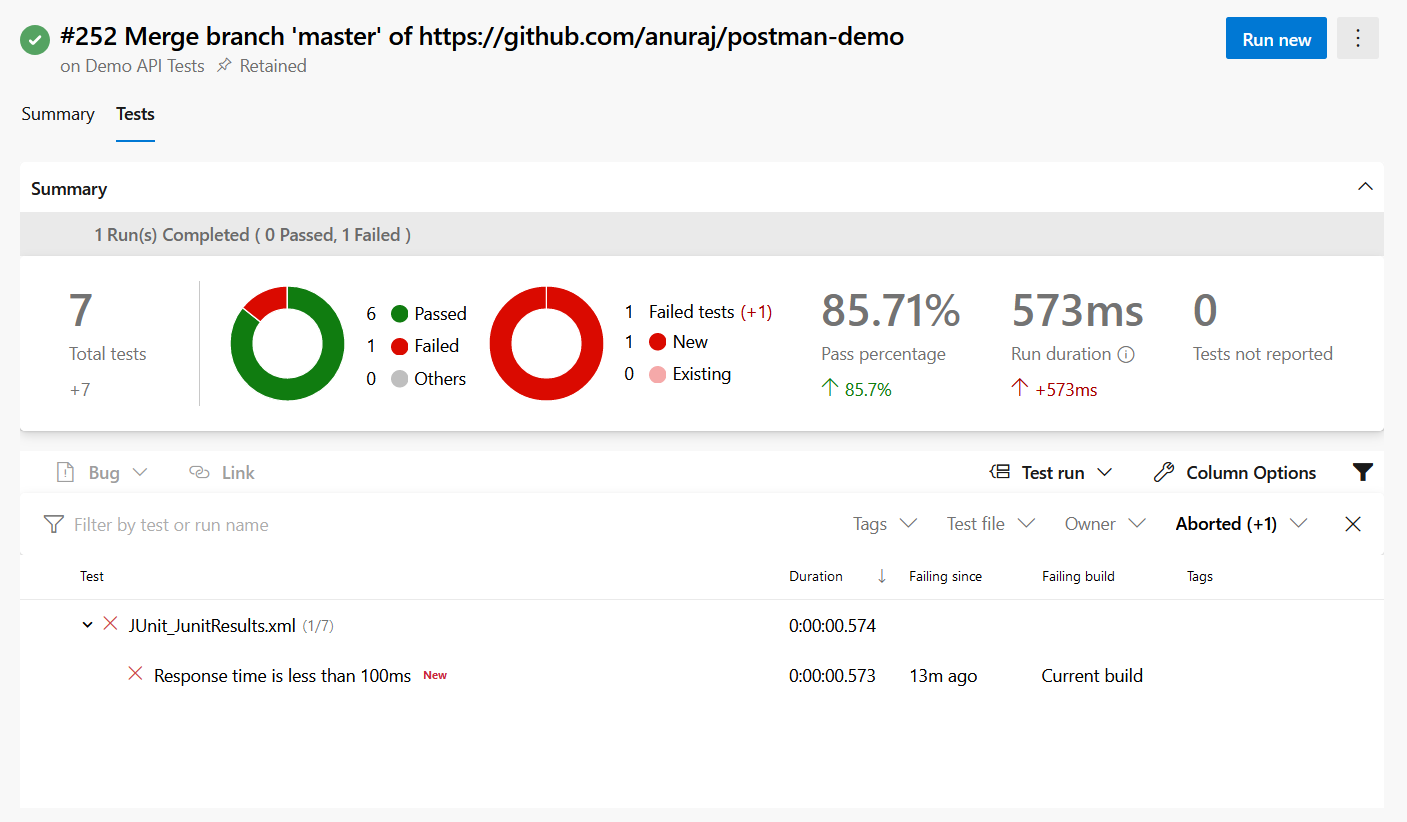 #252 Merge branch 'master' of https://github.com/anuraj/postman-demo
on Demo API Tests Retained
Run new
Summary Tests
Summary
1 Run(s) Completed ( 0 Passed, 1 Failed )
7
Total tests
+7
6 Passed
1 Failed
0 Others
1 Failed tests (+1)
1 New
0 Existing
85.71%
Pass percentage
85.7%
573ms
Run duration
+573ms
0
Tests not reported
Bug Link Test run Column Options
Filter by test or run name Tags Test file Owner Aborted (+1)
Test Duration Failing since Failing build Tags
JUnit_JunitResults.xml (1/7) 0:00:00.574
Response time is less than 100ms New 0:00:00.573 13m ago Current build